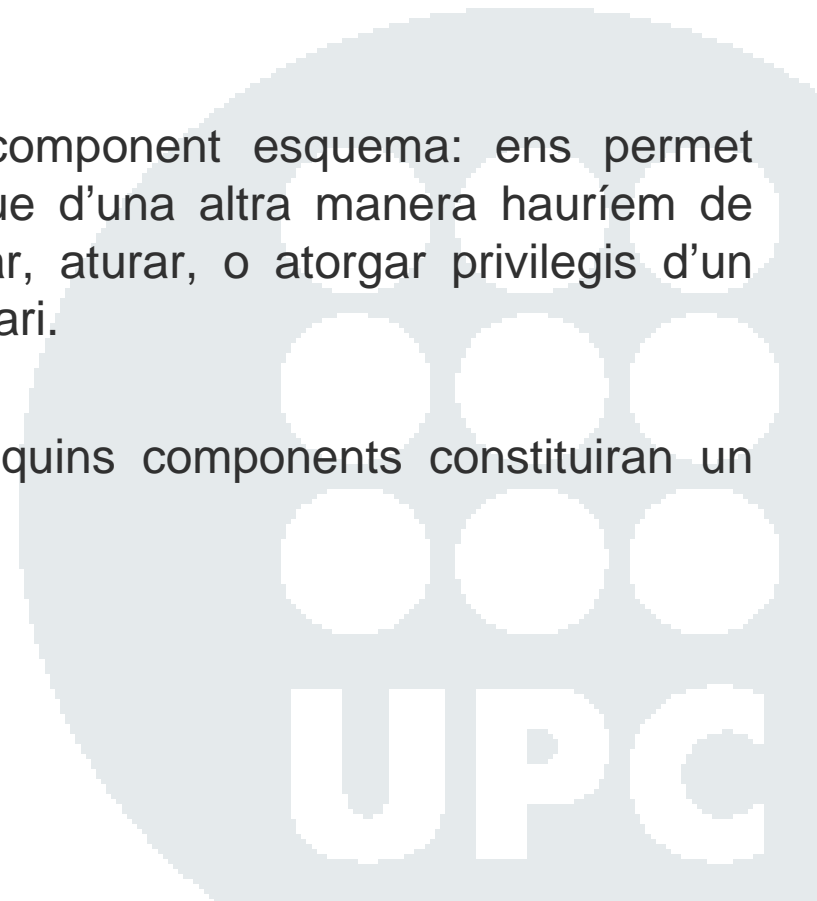 component esquema: ens permet
ue d’una altra manera hauríem de
ar, aturar, o atorgar privilegis d’un
ari.
quins components constituiran un
UPC